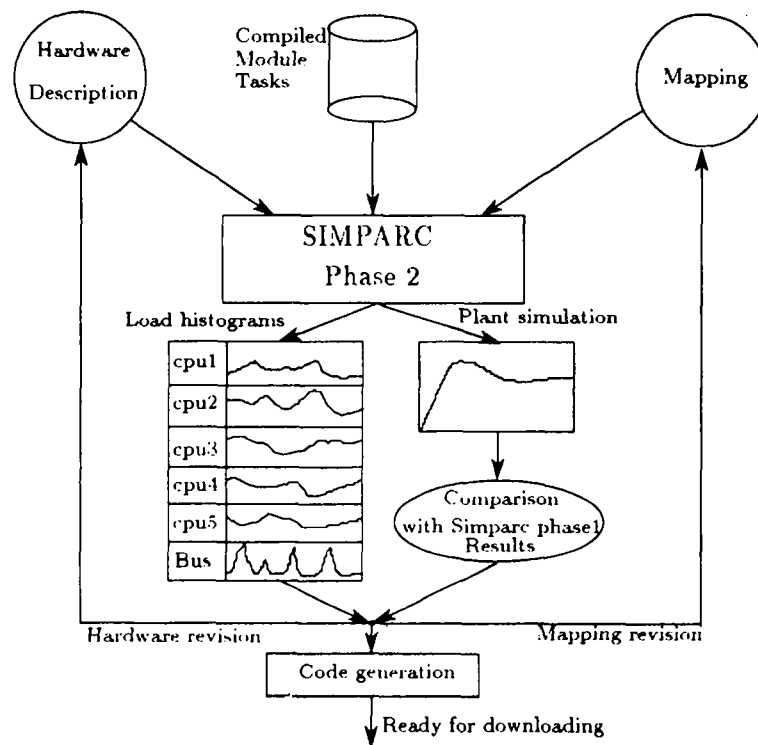 Hardware
Description
Compiled
Module
Tasks
Mapping
SIMPARC
Phase 2
Load histograms
Plant simulation
cpu1
cpu2
cpu3
cpu4
cpu5
Bus
Comparison
with Simparc phase1
Results
Hardware revision
Mapping revision
Code generation
Ready for downloading